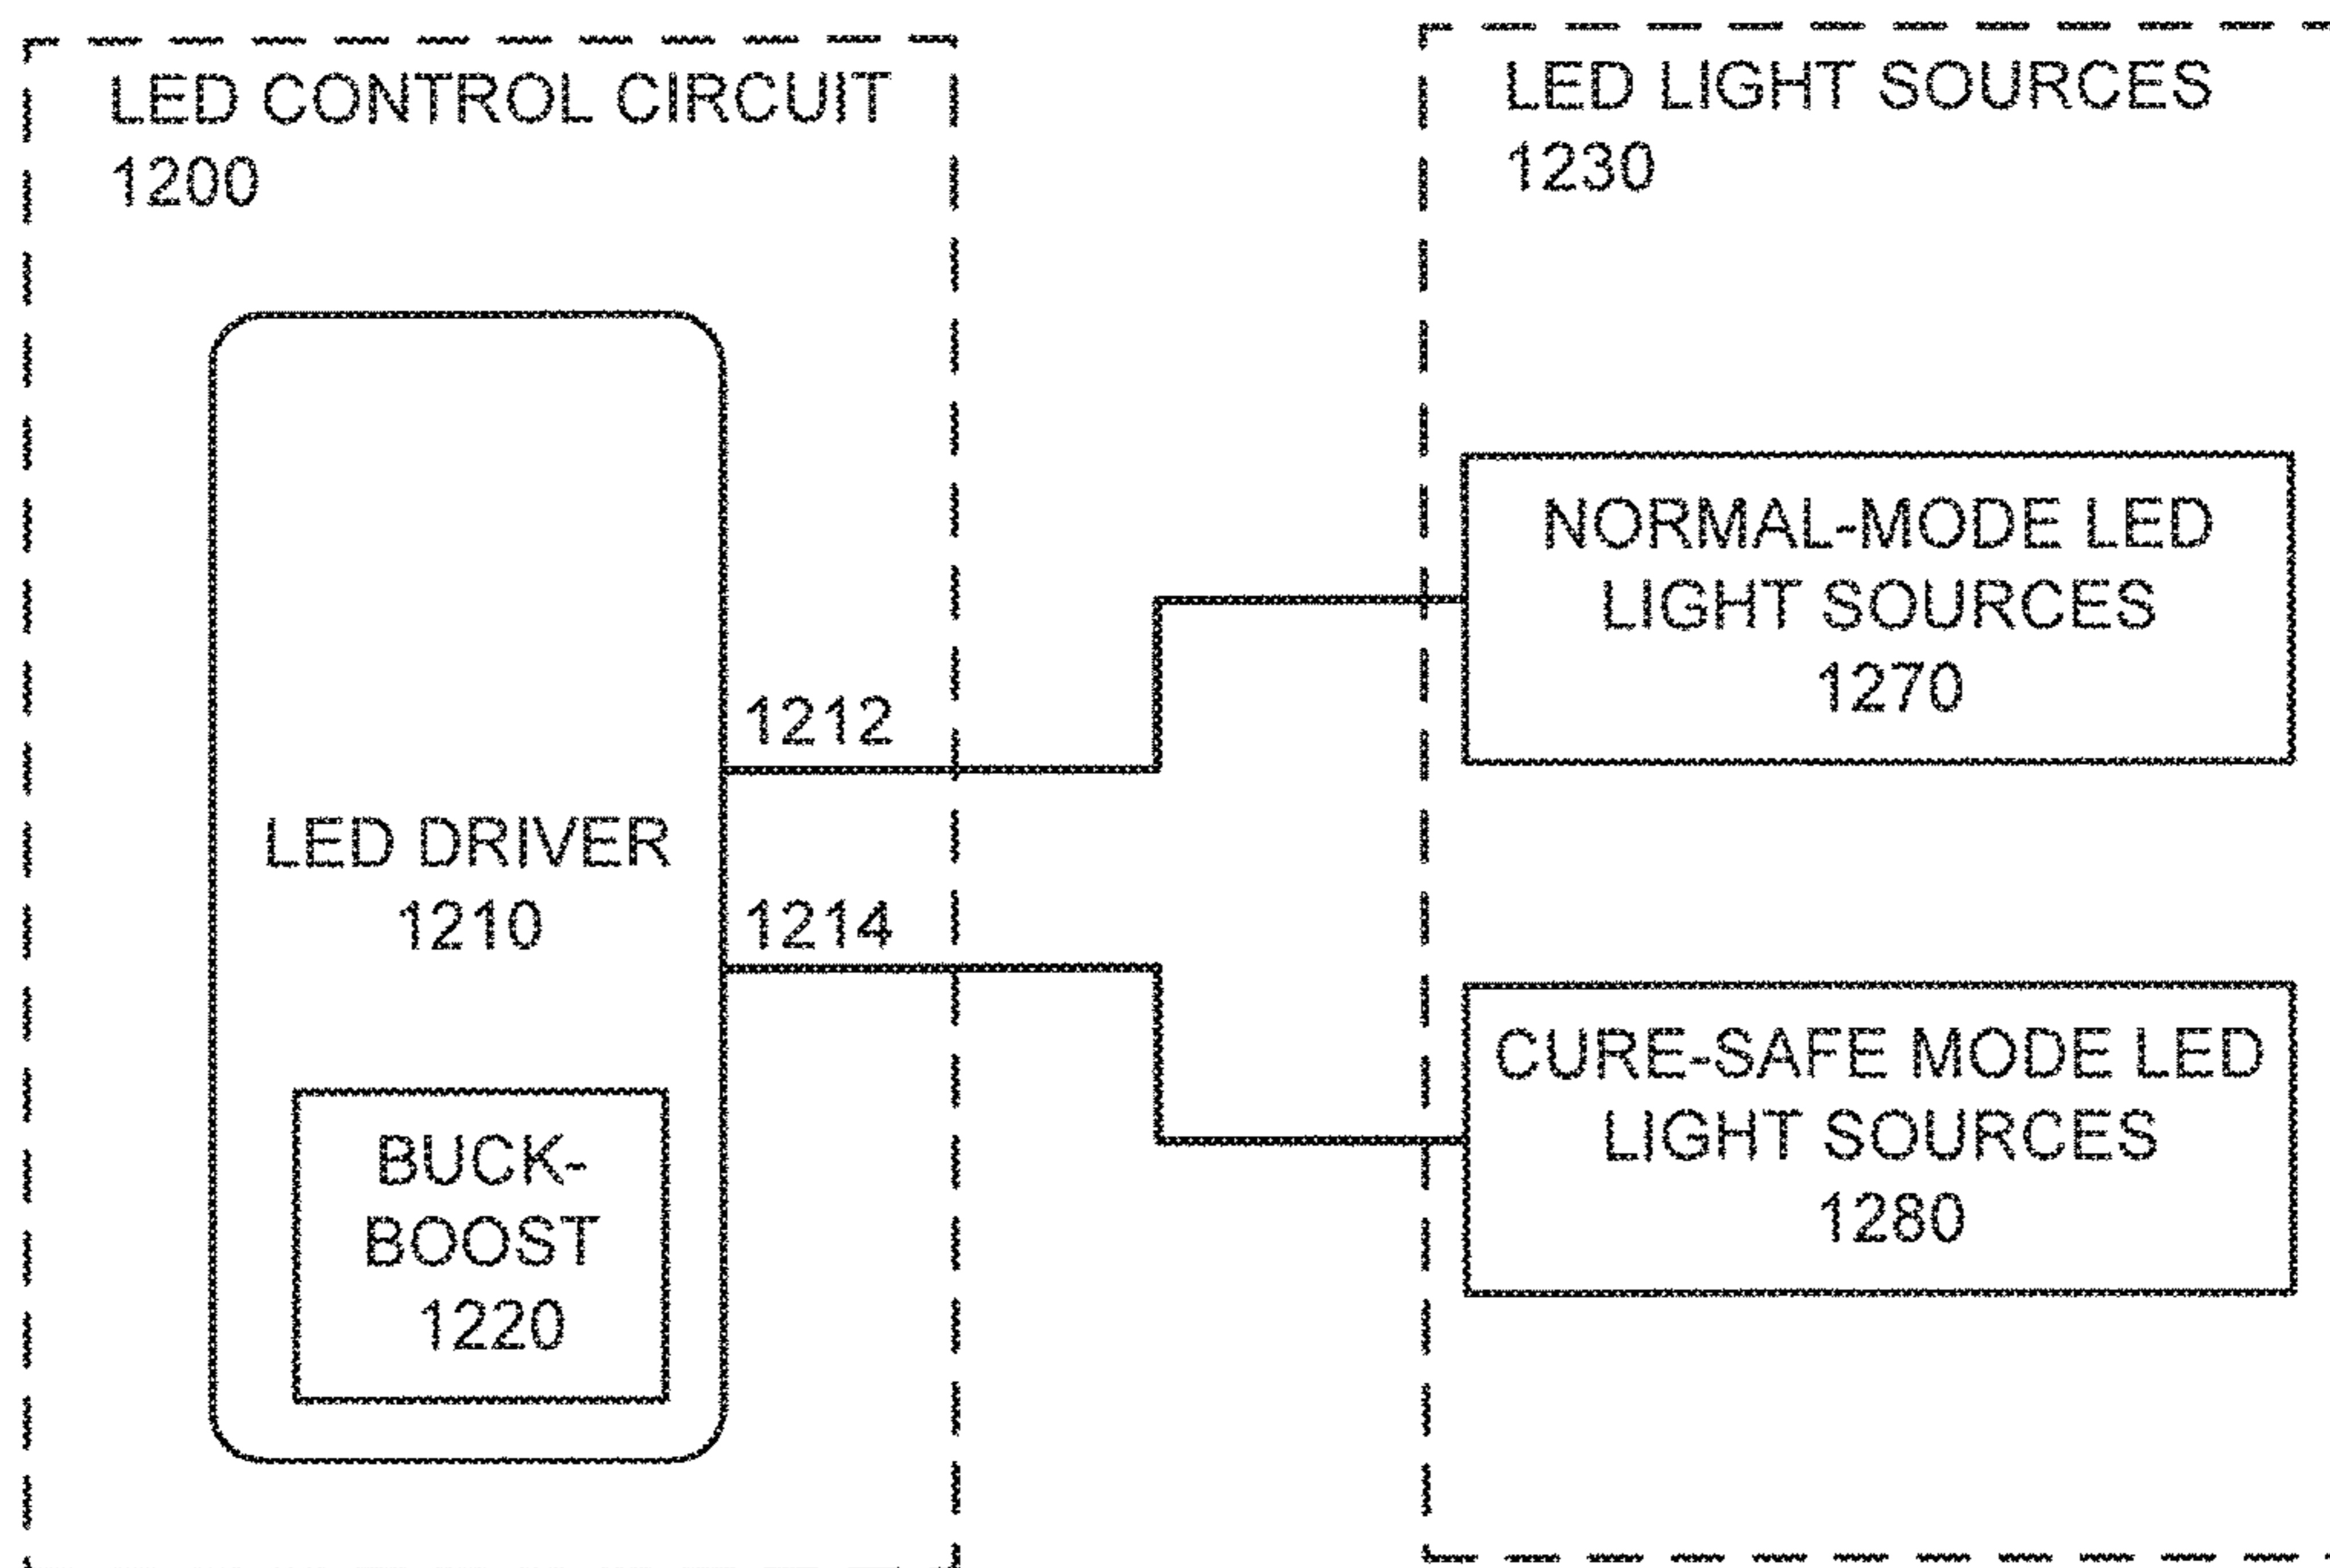 LED CONTROL CIRCUIT
1200
LED DRIVER
1210
BUCK-
BOOST
1220
1212
1214
LED LIGHT SOURCES
1230
NORMAL-MODE LED
LIGHT SOURCES
1270
CURE-SAFE MODE LED
LIGHT SOURCES
1280